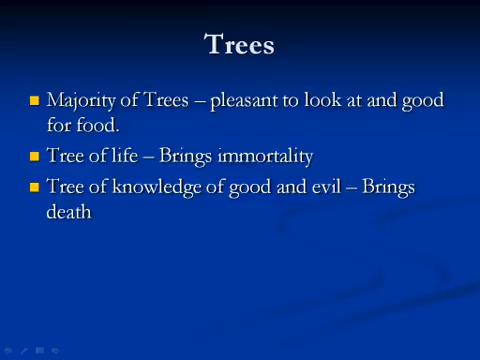 Trees
Majority of Trees – pleasant to look at and good
for food.
Tree of life – Brings immortality
Tree of knowledge of good and evil – Brings
death